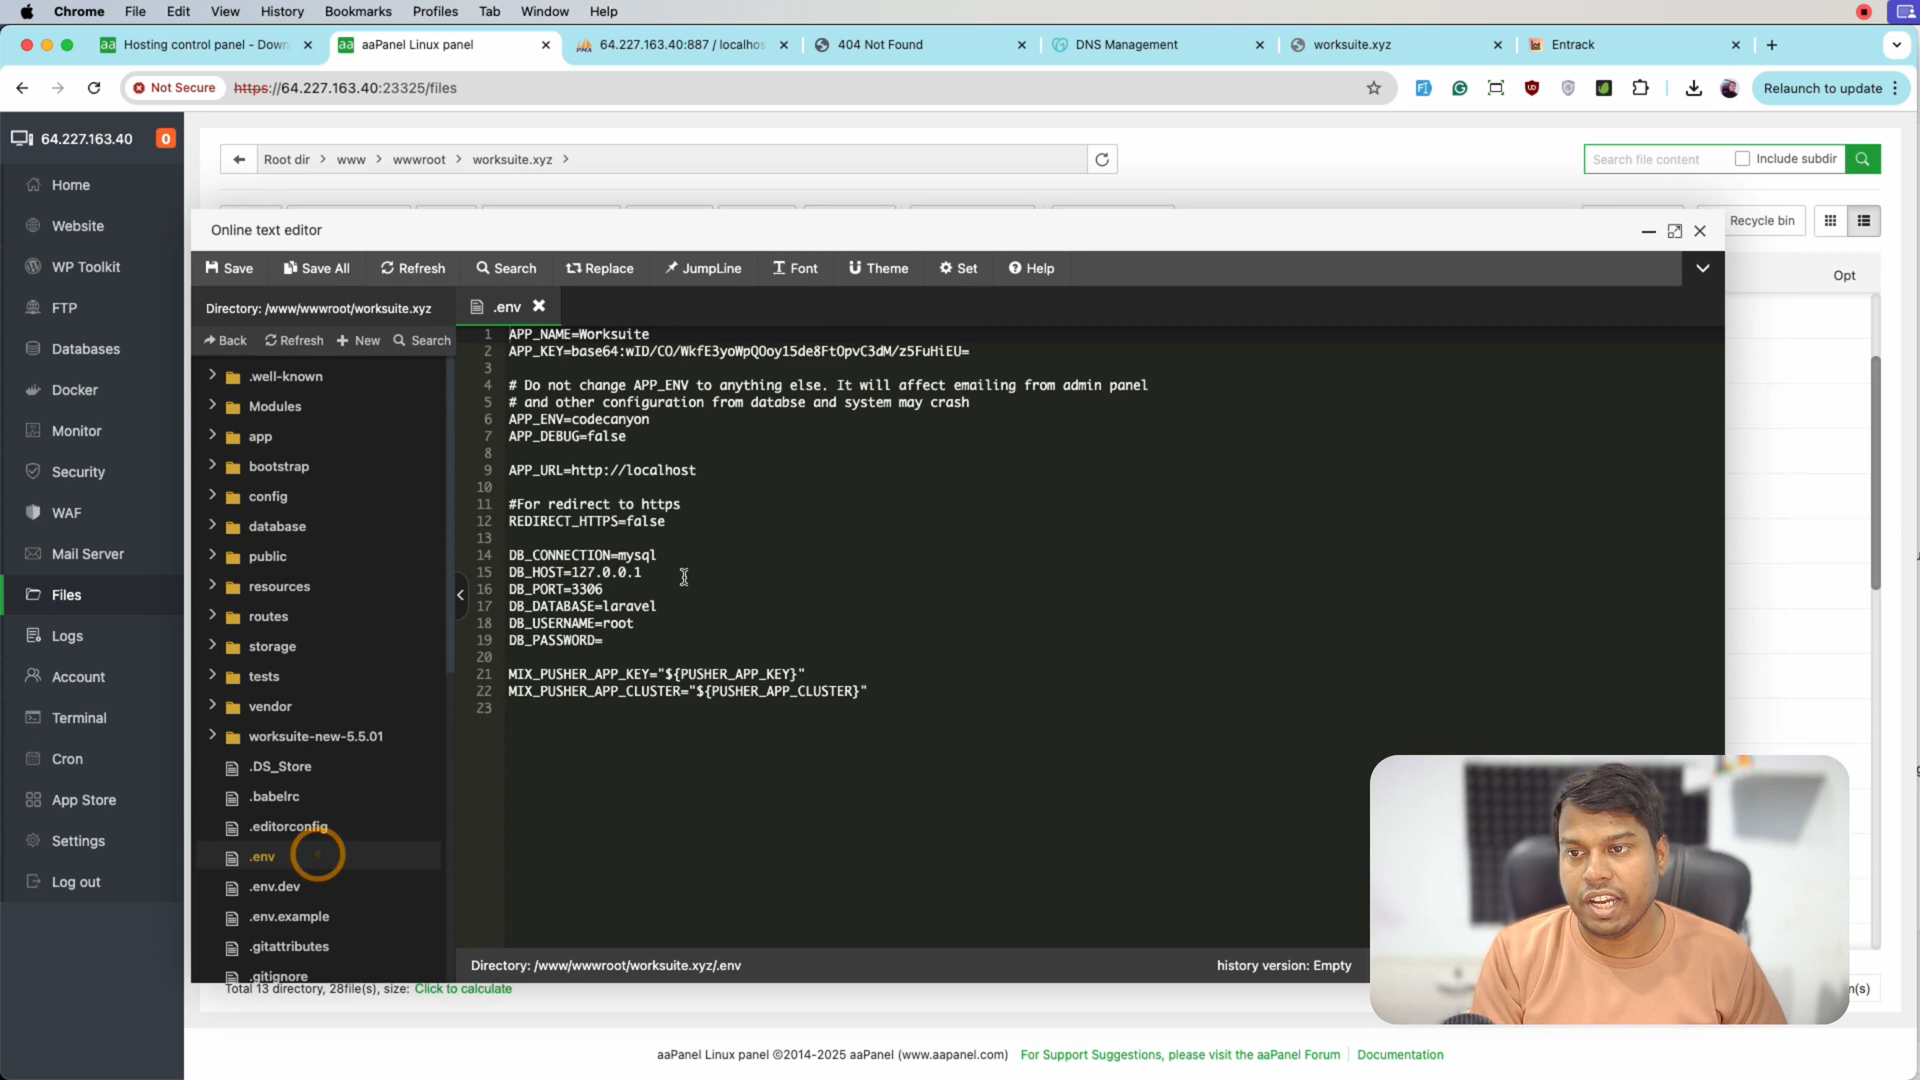 Chrome File Edit View History Bookmarks Profiles Tab Window Help
aa Hosting control panel - Down
aa aaPanel Linux panel
PMA 64.227.163.40:887 / localhos
404 Not Found
DNS Management
worksuite.xyz
Entrack
Not Secure https://64.227.163.40:23325/files
Relaunch to update
64.227.163.40 0
Home
Website
WP Toolkit
FTP
Databases
Docker
Monitor
Security
WAF
Mail Server
Files
Logs
Account
Terminal
Cron
App Store
Settings
Log out
Root dir > www > wwwroot > worksuite.xyz >
Search file content Include subdir
Recycle bin
Opt
Online text editor
Save Save All Refresh Search Replace JumpLine Font Theme Set Help
Directory: /www/wwwroot/worksuite.xyz
Back Refresh New Search
.well-known
Modules
app
bootstrap
config
database
public
resources
routes
storage
tests
vendor
worksuite-new-5.5.01
.DS_Store
.babelrc
.editorconfig
.env
.env.dev
.env.example
.gitattributes
.gitignore
.env
1 APP_NAME=Worksuite
2 APP_KEY=base64:wID/CO/WkfE3yoWpQOoy15de8FtOpvC3dM/z5FuHiEU=
3
4 # Do not change APP_ENV to anything else. It will affect emailing from admin panel
5 # and other configuration from databse and system may crash
6 APP_ENV=codecanyon
7 APP_DEBUG=false
8
9 APP_URL=http://localhost
10
11 #For redirect to https
12 REDIRECT_HTTPS=false
13
14 DB_CONNECTION=mysql
15 DB_HOST=127.0.0.1
16 DB_PORT=3306
17 DB_DATABASE=laravel
18 DB_USERNAME=root
19 DB_PASSWORD=
20
21 MIX_PUSHER_APP_KEY="${PUSHER_APP_KEY}"
22 MIX_PUSHER_APP_CLUSTER="${PUSHER_APP_CLUSTER}"
23
Directory: /www/wwwroot/worksuite.xyz/.env
history version: Empty
Total 13 directory, 28file(s), size: Click to calculate
m(s)
aaPanel Linux panel ©2014-2025 aaPanel (www.aapanel.com) For Support Suggestions, please visit the aaPanel Forum Documentation